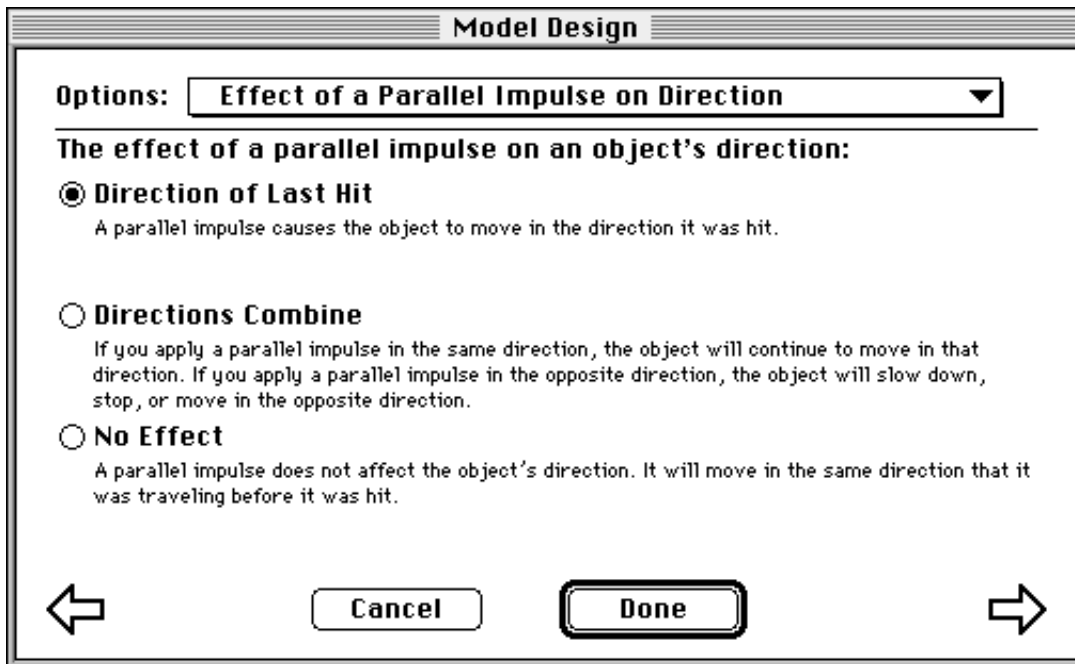 Model Design
Options: Effect of a Parallel Impulse on Direction
The effect of a parallel impulse on an object's direction:
Direction of Last Hit
A parallel impulse causes the object to move in the direction it was hit.
Directions Combine
If you apply a parallel impulse in the same direction, the object will continue to move in that
direction. If you apply a parallel impulse in the opposite direction, the object will slow down,
stop, or move in the opposite direction.
No Effect
A parallel impulse does not affect the object's direction. It will move in the same direction that it
was traveling before it was hit.
Cancel Done